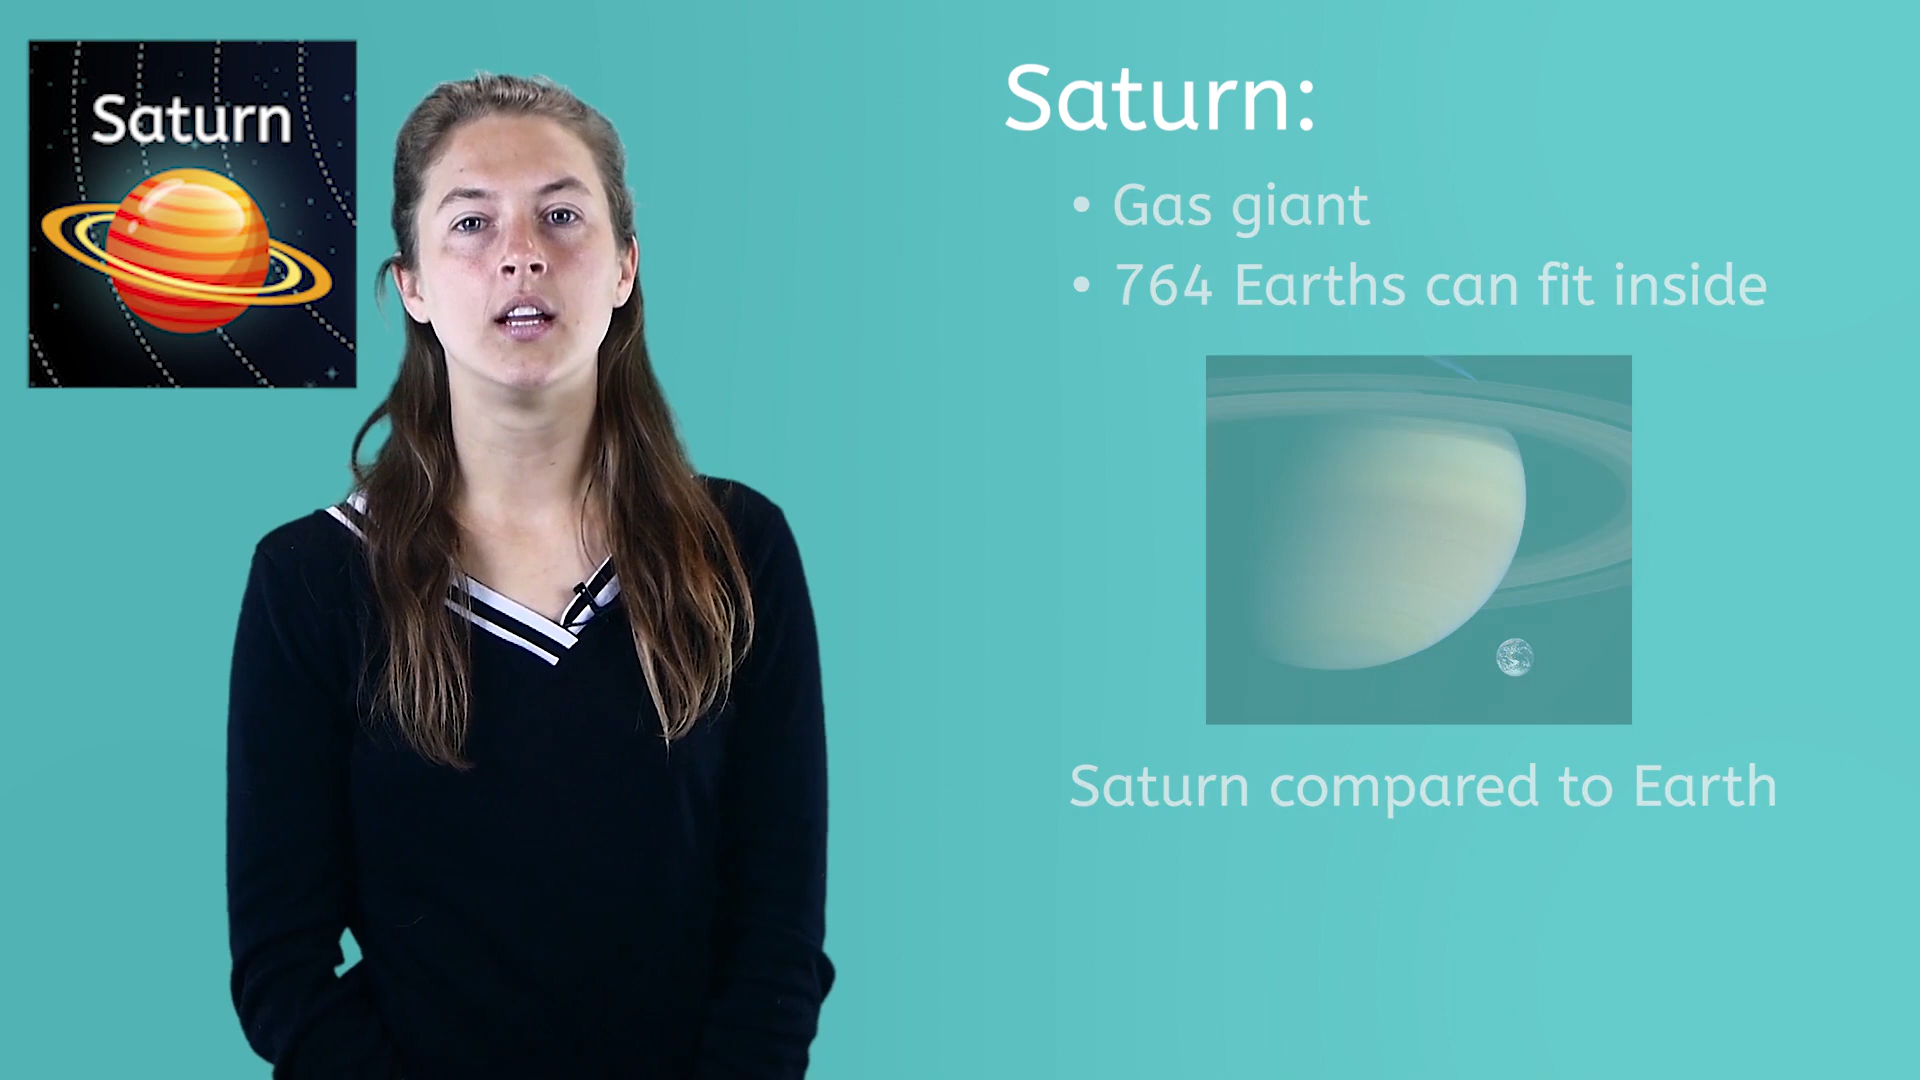 Saturn
Saturn:
• Gas giant
• 764 Earths can fit inside
Saturn compared to Earth